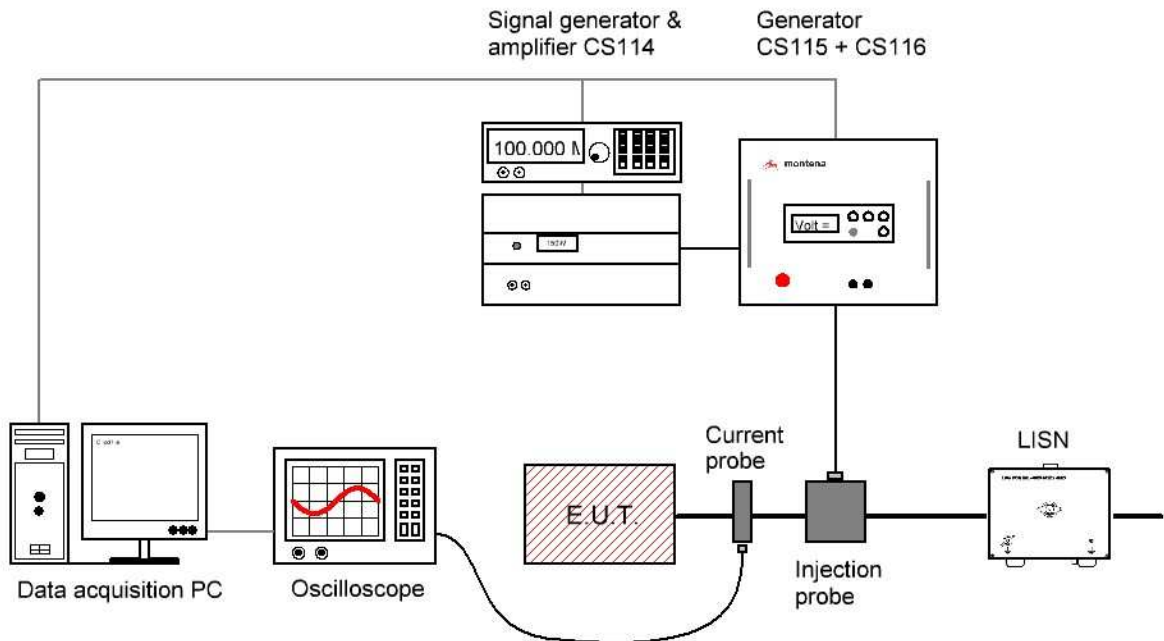 Signal generator &
amplifier CS114
Generator
CS115 + CS116
100.000 M
montena
Volt =
150W
Current
probe
LISN
E.U.T.
Data acquisition PC
Oscilloscope
Injection
probe